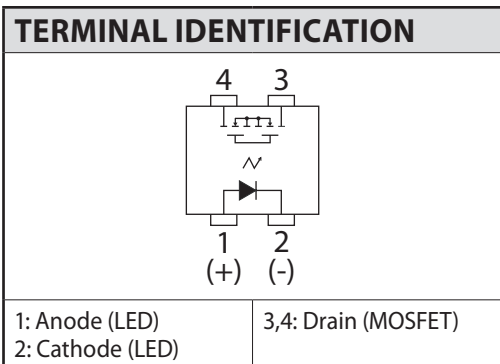 TERMINAL IDENTIFICATION
4 3
1 2
(+) (-)
1: Anode (LED)
2: Cathode (LED)
3,4: Drain (MOSFET)